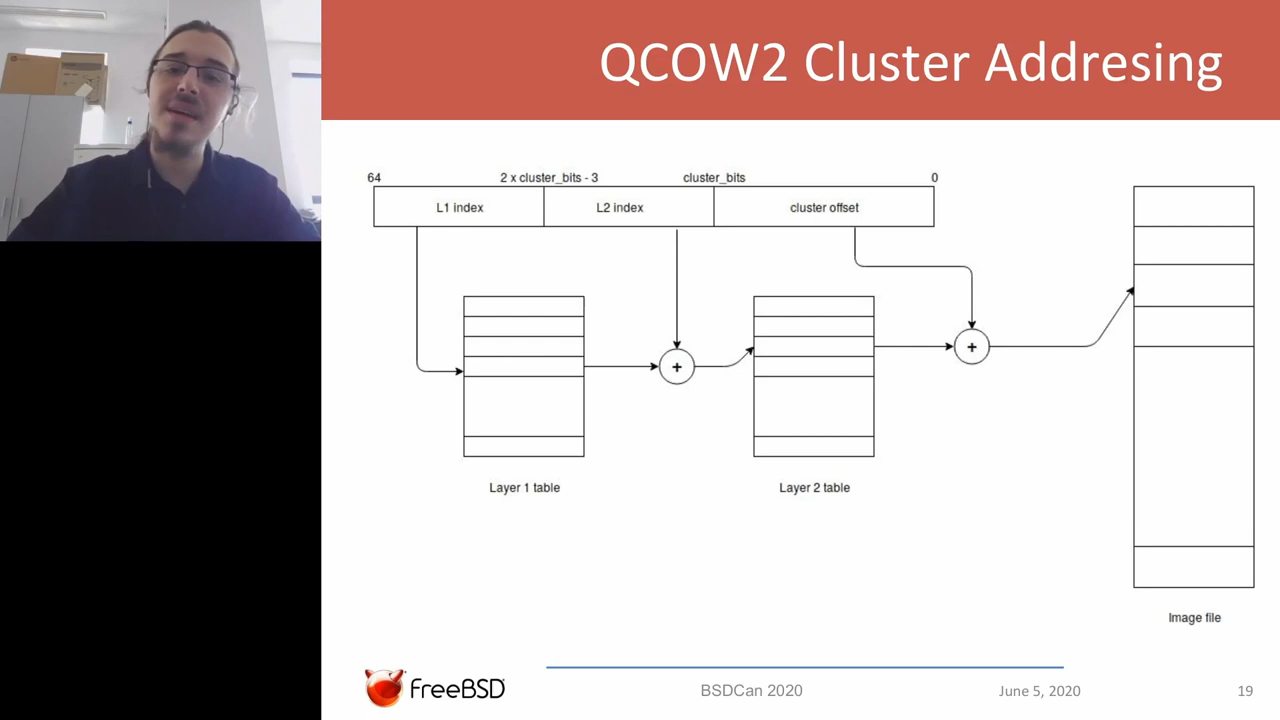 QCOW2 Cluster Addresing
64 2 x cluster_bits - 3 cluster_bits 0
L1 index L2 index cluster offset
+
+
Layer 1 table Layer 2 table
Image file
FreeBSD
BSDCan 2020 June 5, 2020 19